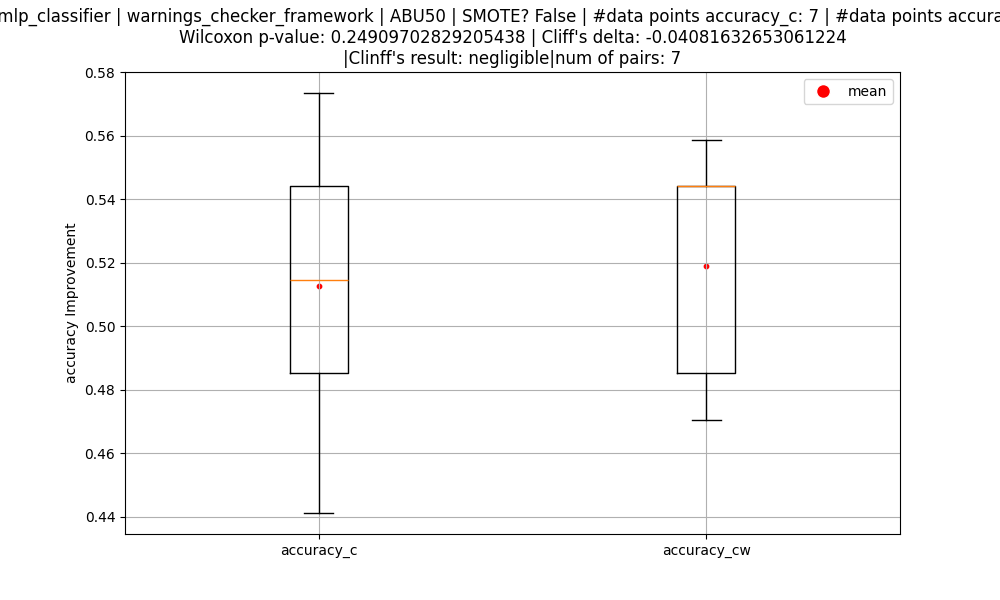 mlp_classifier | warnings_checker_framework | ABU50 | SMOTE? False | #data points accuracy_c: 7 | #data points
Wilcoxon p-value: 0.24909702829205438 | Cliff's delta: -0.04081632653061224
|Clinff's result: negligible|num of pairs: 7
mean
0.58
0.56
0.54
0.52
0.50
0.48
0.46
0.44
accuracy Improvement
accuracy_c
accuracy_cw